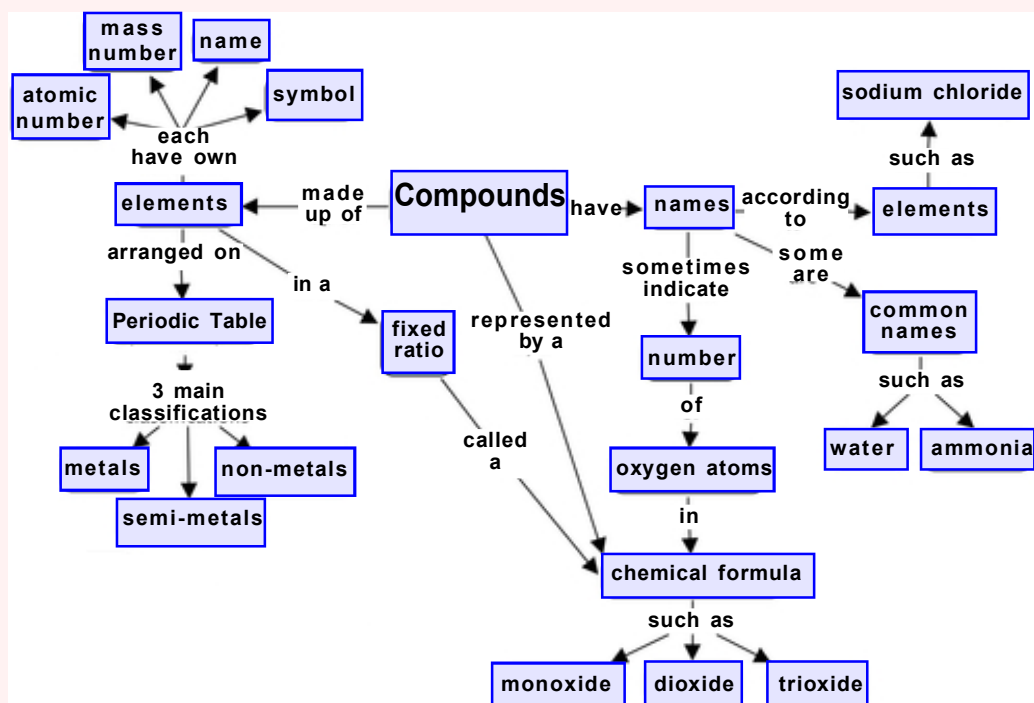 mass
number
name
atomic
number
symbol
each
have own
elements
made
up of
Compounds
have
names
according
to
elements
such as
sodium chloride
arranged on
in a
sometimes
indicate
some
are
Periodic Table
fixed
ratio
represented
by a
number
common
names
3 main
classifications
such as
metals
non-metals
semi-metals
called
a
of
oxygen atoms
water
ammonia
in
chemical formula
such as
monoxide
dioxide
trioxide